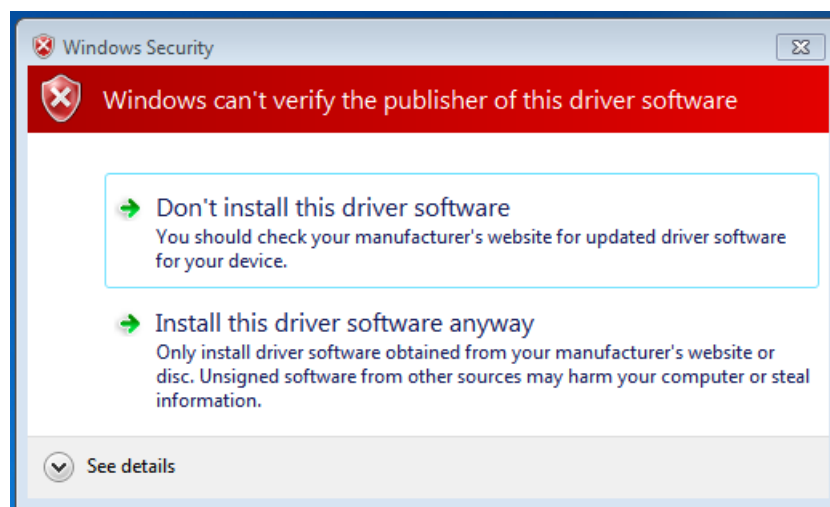 Windows Security
Windows can't verify the publisher of this driver software
Don't install this driver software
You should check your manufacturer's website for updated driver software
for your device.
Install this driver software anyway
Only install driver software obtained from your manufacturer's website or
disc. Unsigned software from other sources may harm your computer or steal
information.
See details